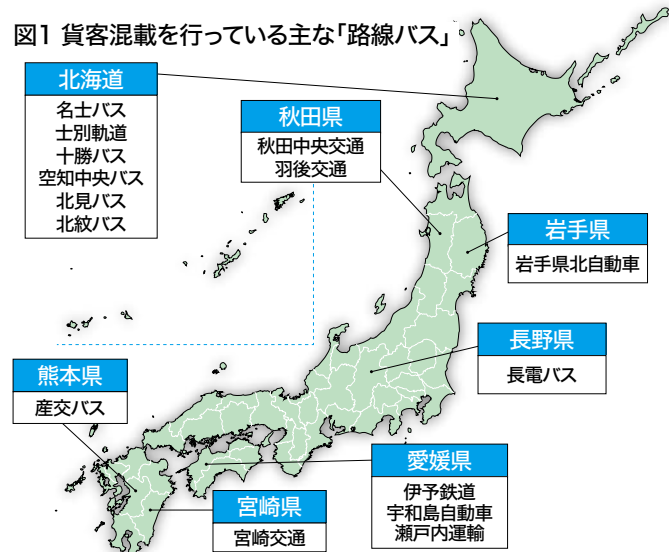 図1 貨客混載を行っている主な「路線バス」
北海道
名士バス
士別軌道
十勝バス
空知中央バス
北見バス
北紋バス
秋田県
秋田中央交通
羽後交通
岩手県
岩手県北自動車
長野県
長電バス
熊本県
産交バス
愛媛県
伊予鉄道
宇和島自動車
瀬戸内運輸
宮崎県
宮崎交通